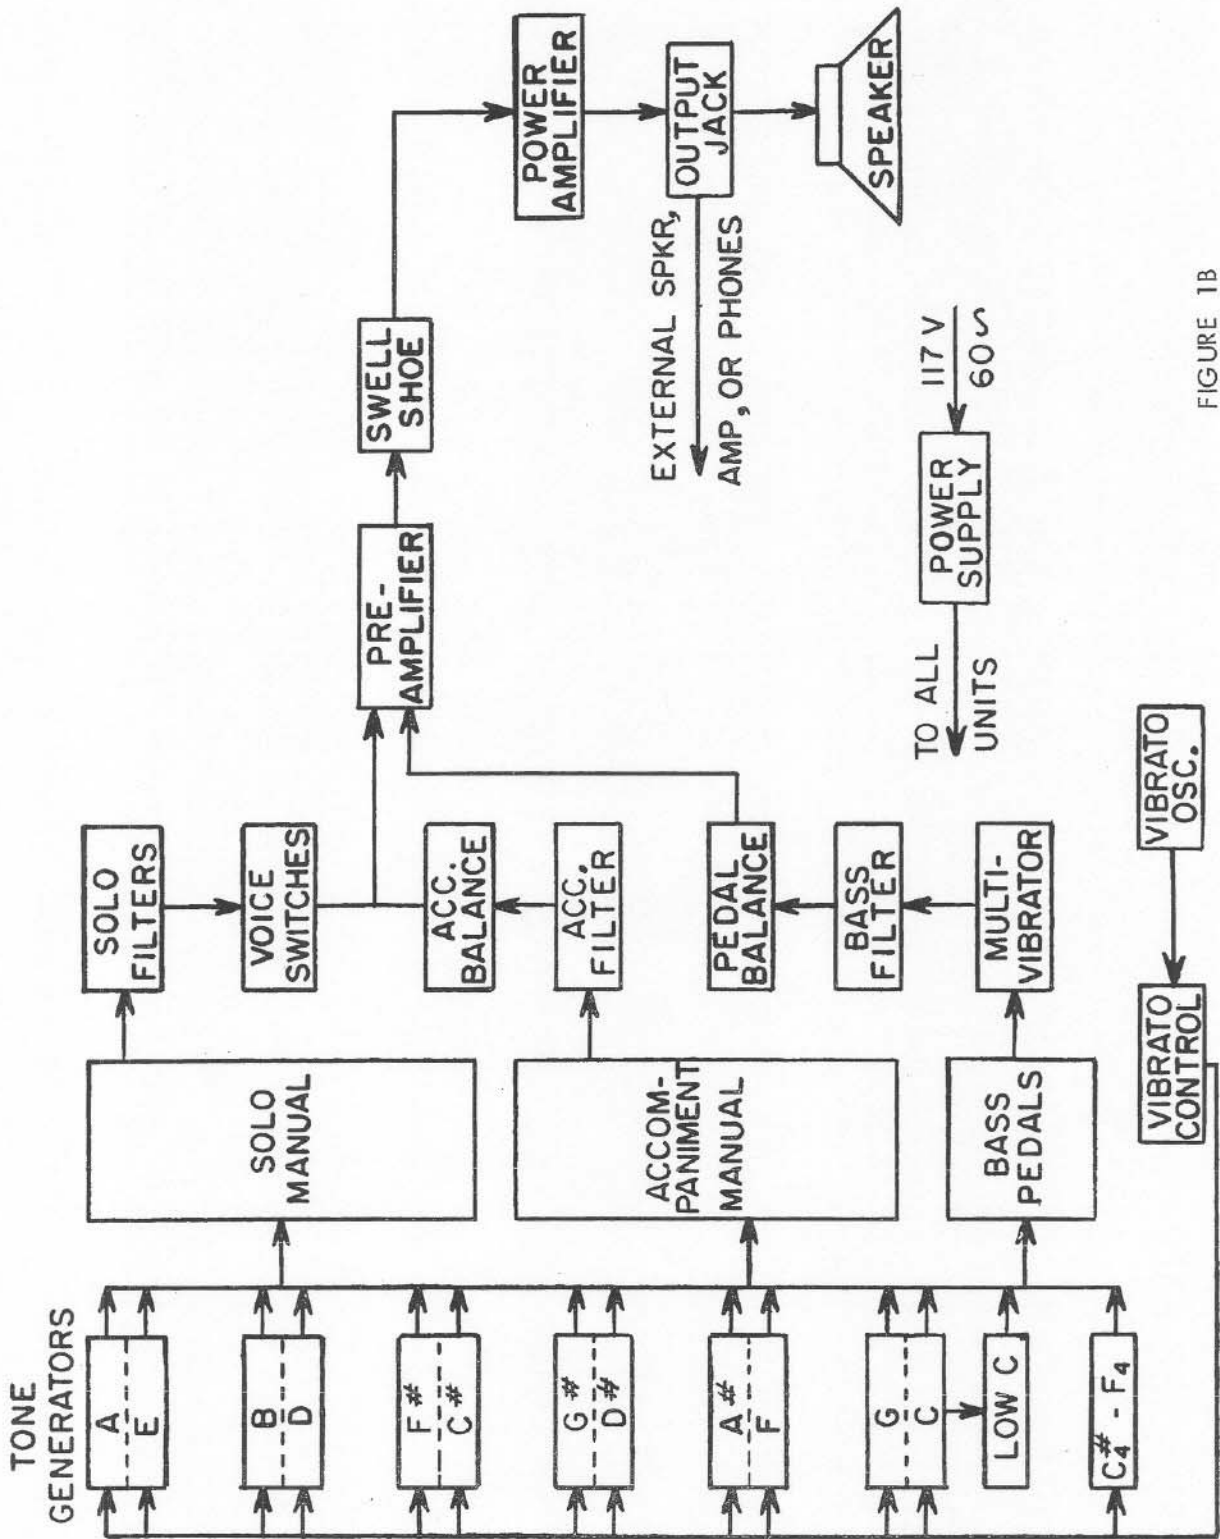 TONE
GENERATORS
A
E
B
D
F#
C#
G#
D#
A#
F
G
C
LOW C
C4# - F4
SOLO
MANUAL
ACCOM-
PANIMENT
MANUAL
BASS
PEDALS
SOLO
FILTERS
VOICE
SWITCHES
ACC.
BALANCE
ACC.
FILTER
PEDAL
BALANCE
BASS
FILTER
MULTI-
VIBRATOR
VIBRATO
CONTROL
VIBRATO
OSC.
PRE-
AMPLIFIER
SWELL
SHOE
POWER
AMPLIFIER
OUTPUT
JACK
SPEAKER
EXTERNAL SPKR,
AMP, OR PHONES
TO ALL
UNITS
POWER
SUPPLY
117 V
60~
FIGURE 1B